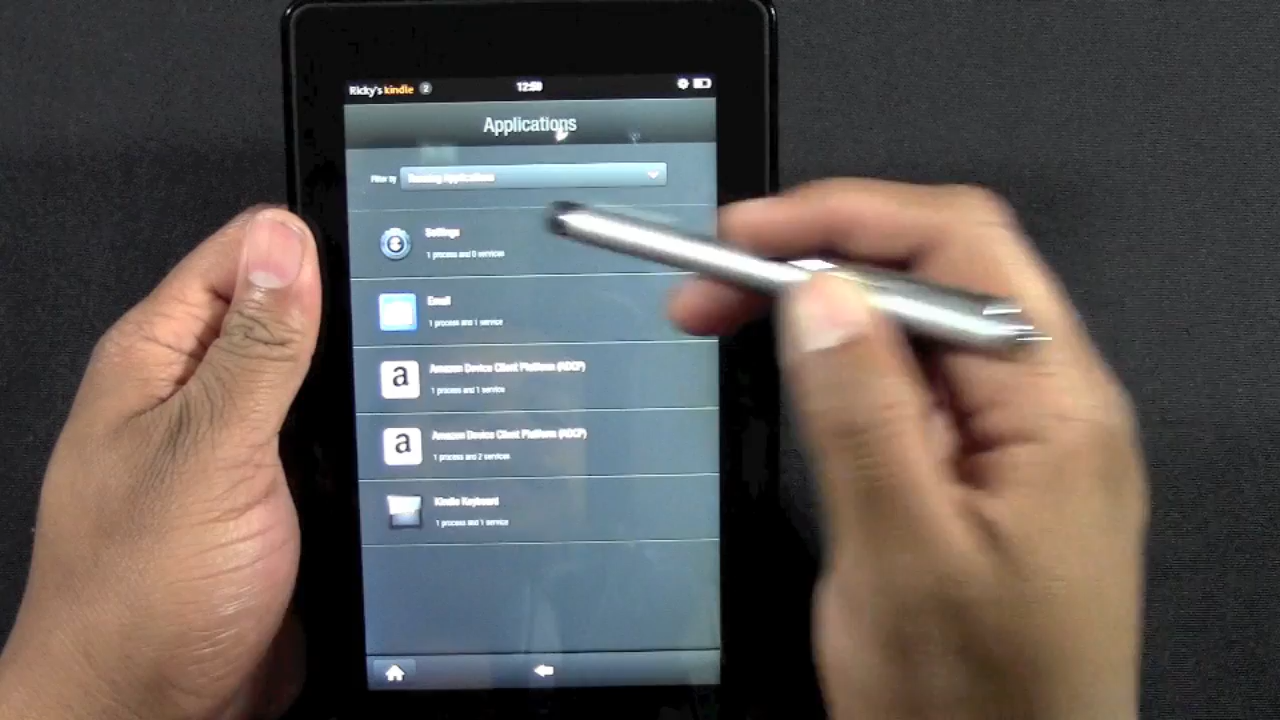 Ricky's kindle 2 12:50
Applications
Filter by Running Applications
Settings
1 process and 0 services
Email
1 process and 1 service
a Amazon Device Client Platform (ADCP)
1 process and 1 service
a Amazon Device Client Platform (ADCP)
1 process and 2 services
Kindle Keyboard
1 process and 1 service